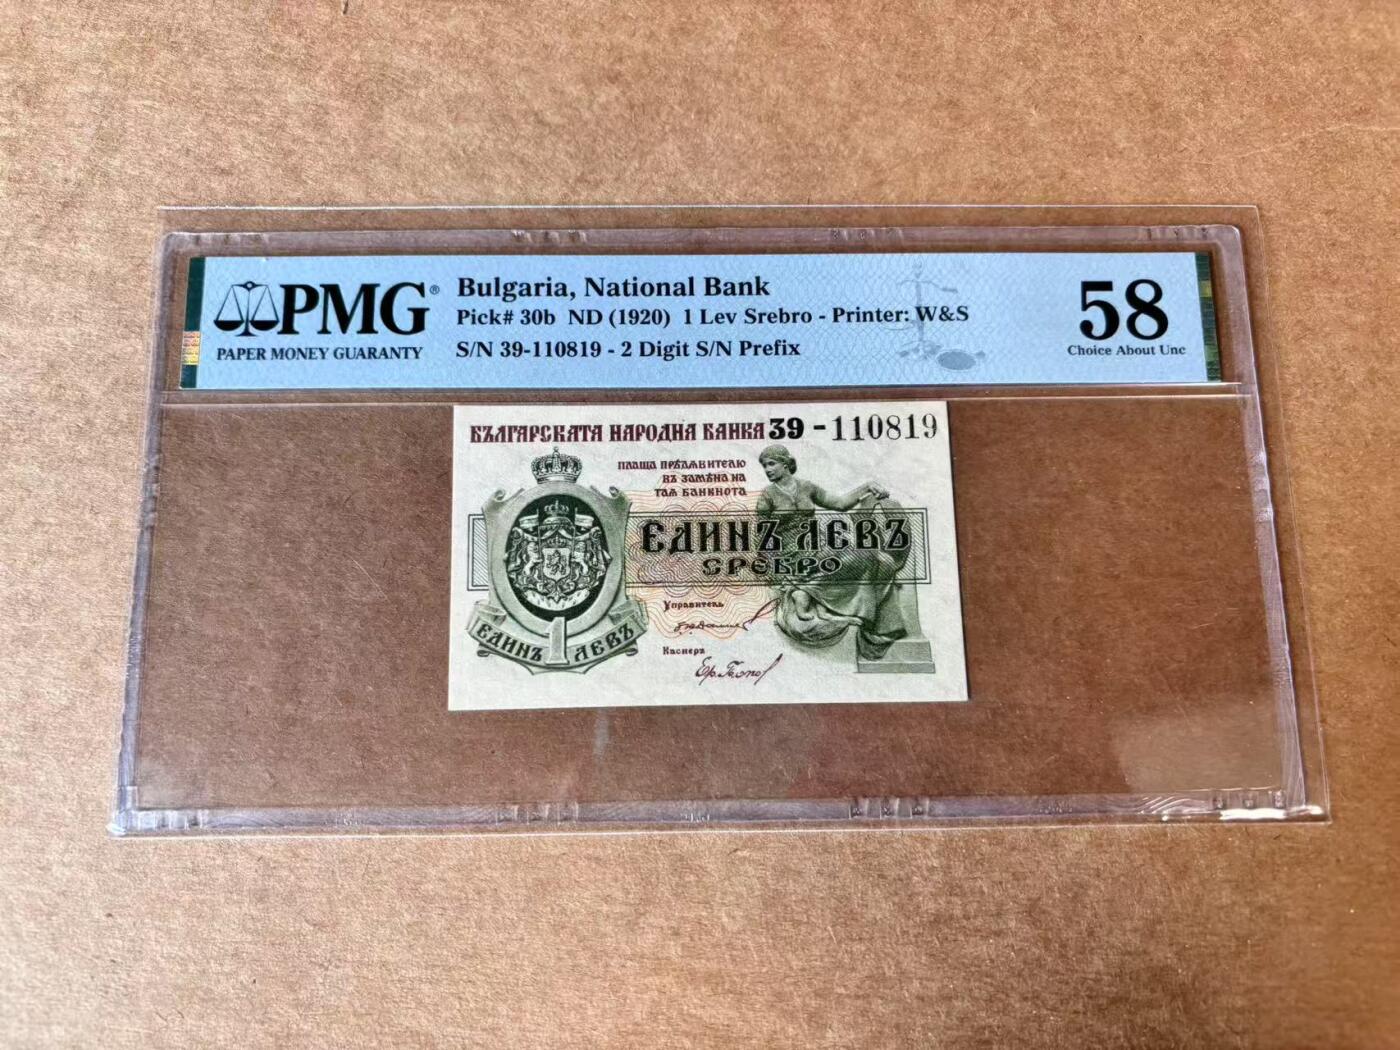 PMG®
PAPER MONEY GUARANTY
Bulgaria, National Bank
Pick# 30b ND (1920) 1 Lev Srebro - Printer: W&S
S/N 39-110819 - 2 Digit S/N Prefix
58
Choice About Unc
БЪЛГАРСКАТА НАРОДНА БАНКА 39 - 110819
ПЛАЩА ПРѢДѦВИТЕЛЮ
ВЪ ЗАМѢНА НА
ТАЯ БАНКНОТА
ЕДИНЪ ЛЕВЪ
СРЕБРО
Управитель
Касиеръ
ЕДИНЪ 1 ЛЕВЪ